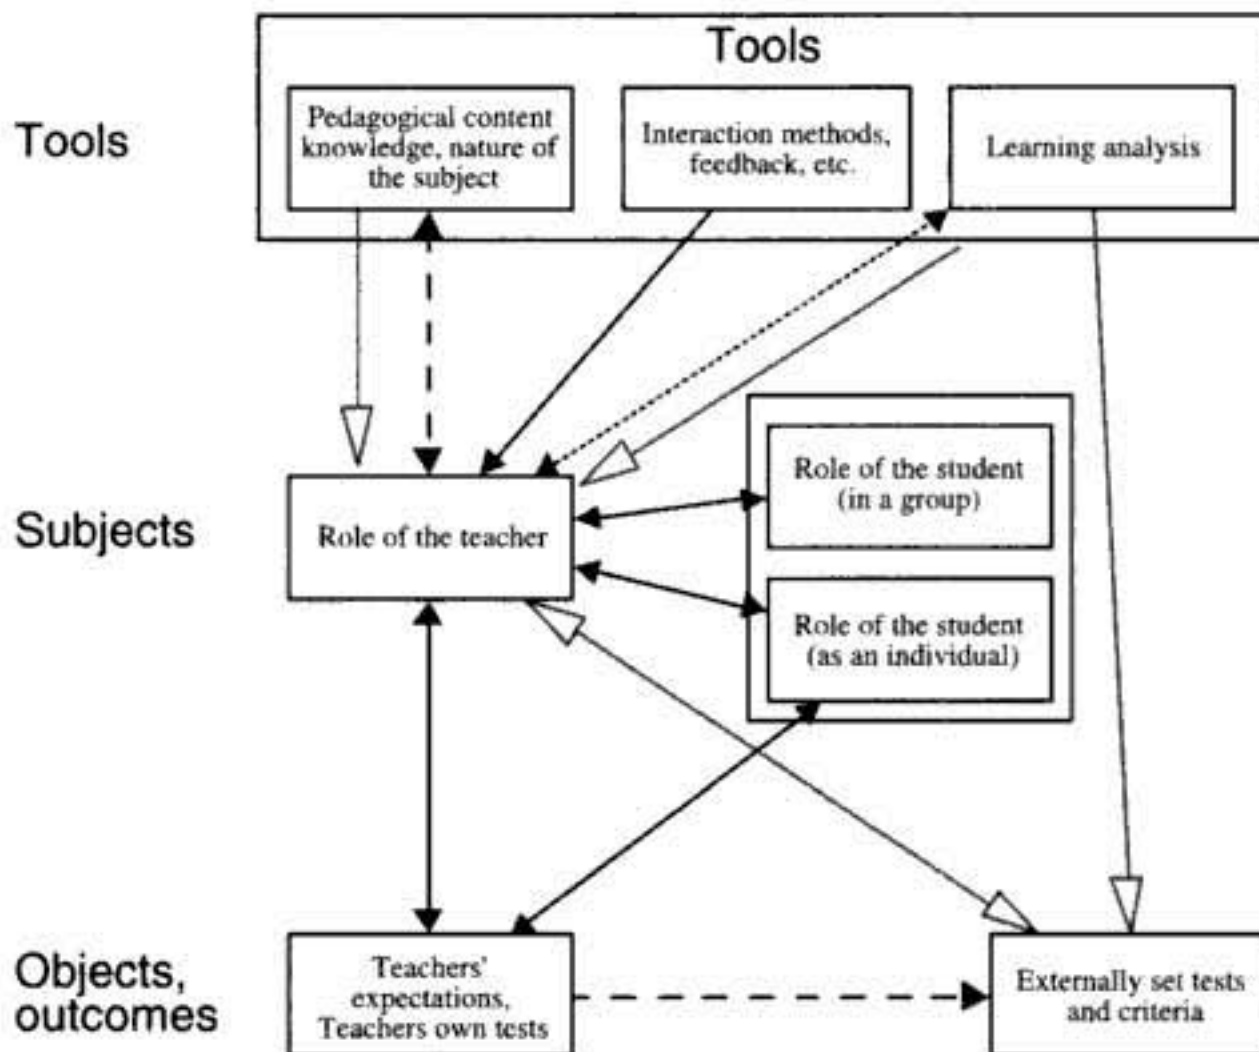 Tools
Tools
Pedagogical content
knowledge, nature of
the subject
Interaction methods,
feedback, etc.
Learning analysis
Subjects
Role of the teacher
Role of the student
(in a group)
Role of the student
(as an individual)
Objects,
outcomes
Teachers'
expectations,
Teachers own tests
Externally set tests
and criteria